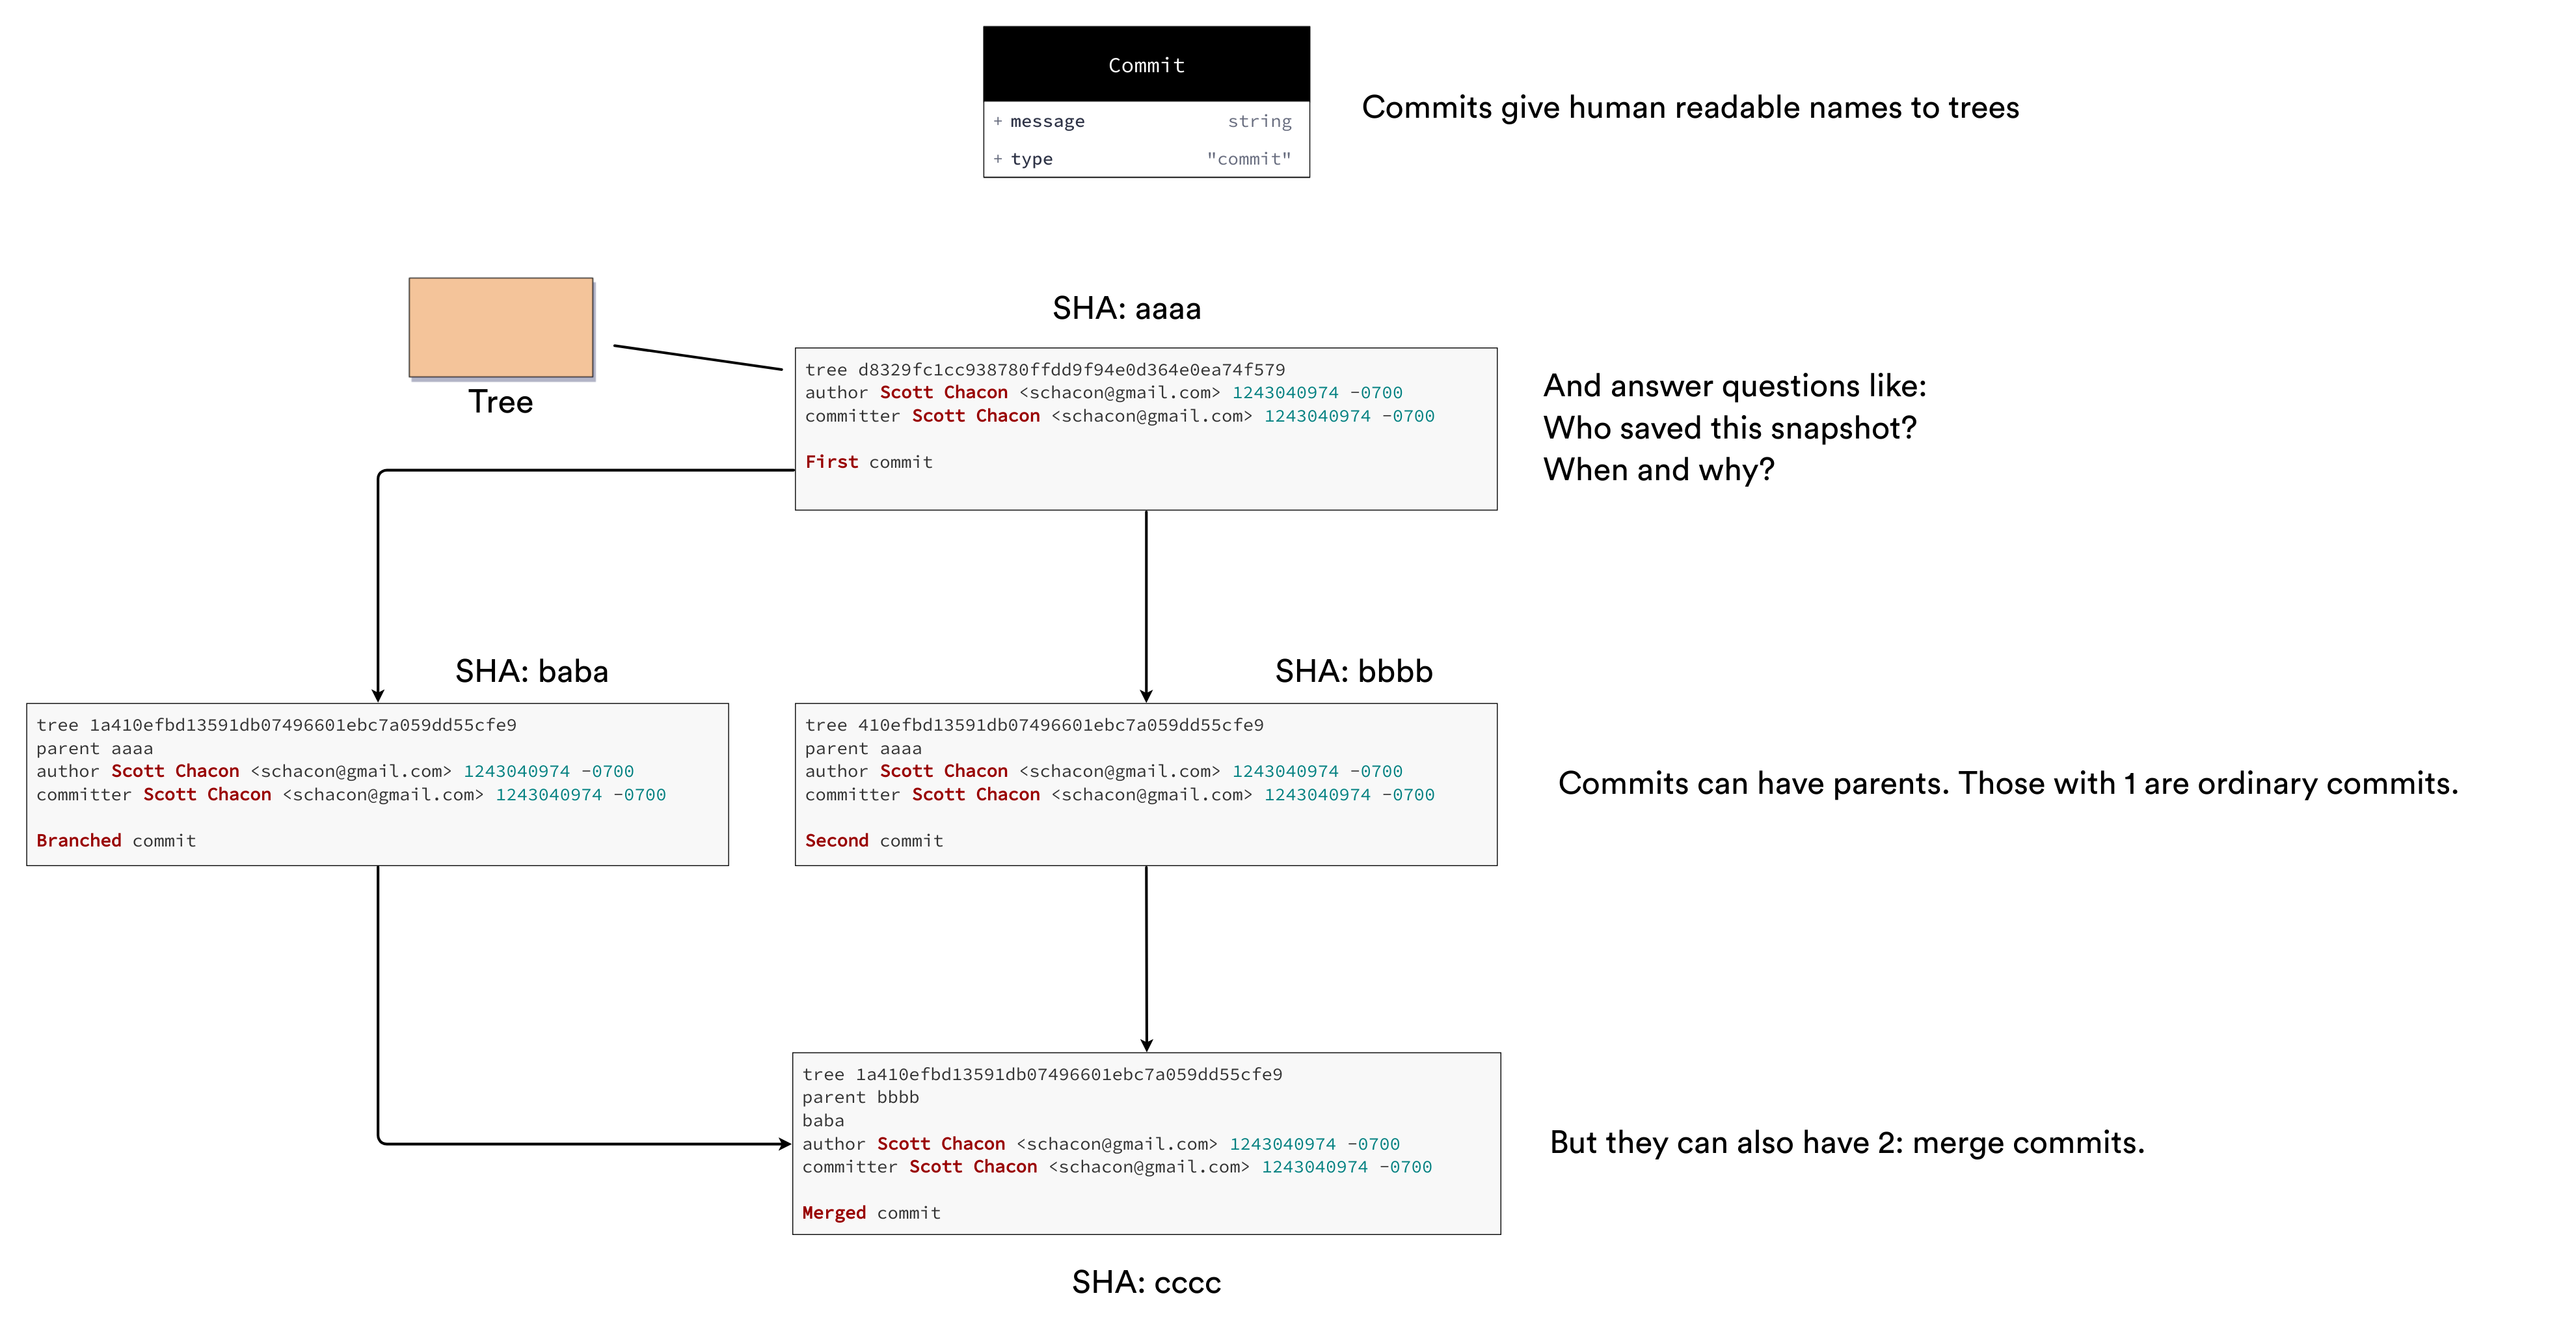 Commit
+ message string
+ type "commit"
Commits give human readable names to trees
Tree
SHA: aaaa
tree d8329fc1cc938780ffdd9f94e0d364e0ea74f579
author Scott Chacon <schacon@gmail.com> 1243040974 -0700
committer Scott Chacon <schacon@gmail.com> 1243040974 -0700
First commit
And answer questions like:
Who saved this snapshot?
When and why?
SHA: baba
tree 1a410efbd13591db07496601ebc7a059dd55cfe9
parent aaaa
author Scott Chacon <schacon@gmail.com> 1243040974 -0700
committer Scott Chacon <schacon@gmail.com> 1243040974 -0700
Branched commit
SHA: bbbb
tree 410efbd13591db07496601ebc7a059dd55cfe9
parent aaaa
author Scott Chacon <schacon@gmail.com> 1243040974 -0700
committer Scott Chacon <schacon@gmail.com> 1243040974 -0700
Second commit
Commits can have parents. Those with 1 are ordinary commits.
tree 1a410efbd13591db07496601ebc7a059dd55cfe9
parent bbbb
baba
author Scott Chacon <schacon@gmail.com> 1243040974 -0700
committer Scott Chacon <schacon@gmail.com> 1243040974 -0700
Merged commit
But they can also have 2: merge commits.
SHA: cccc